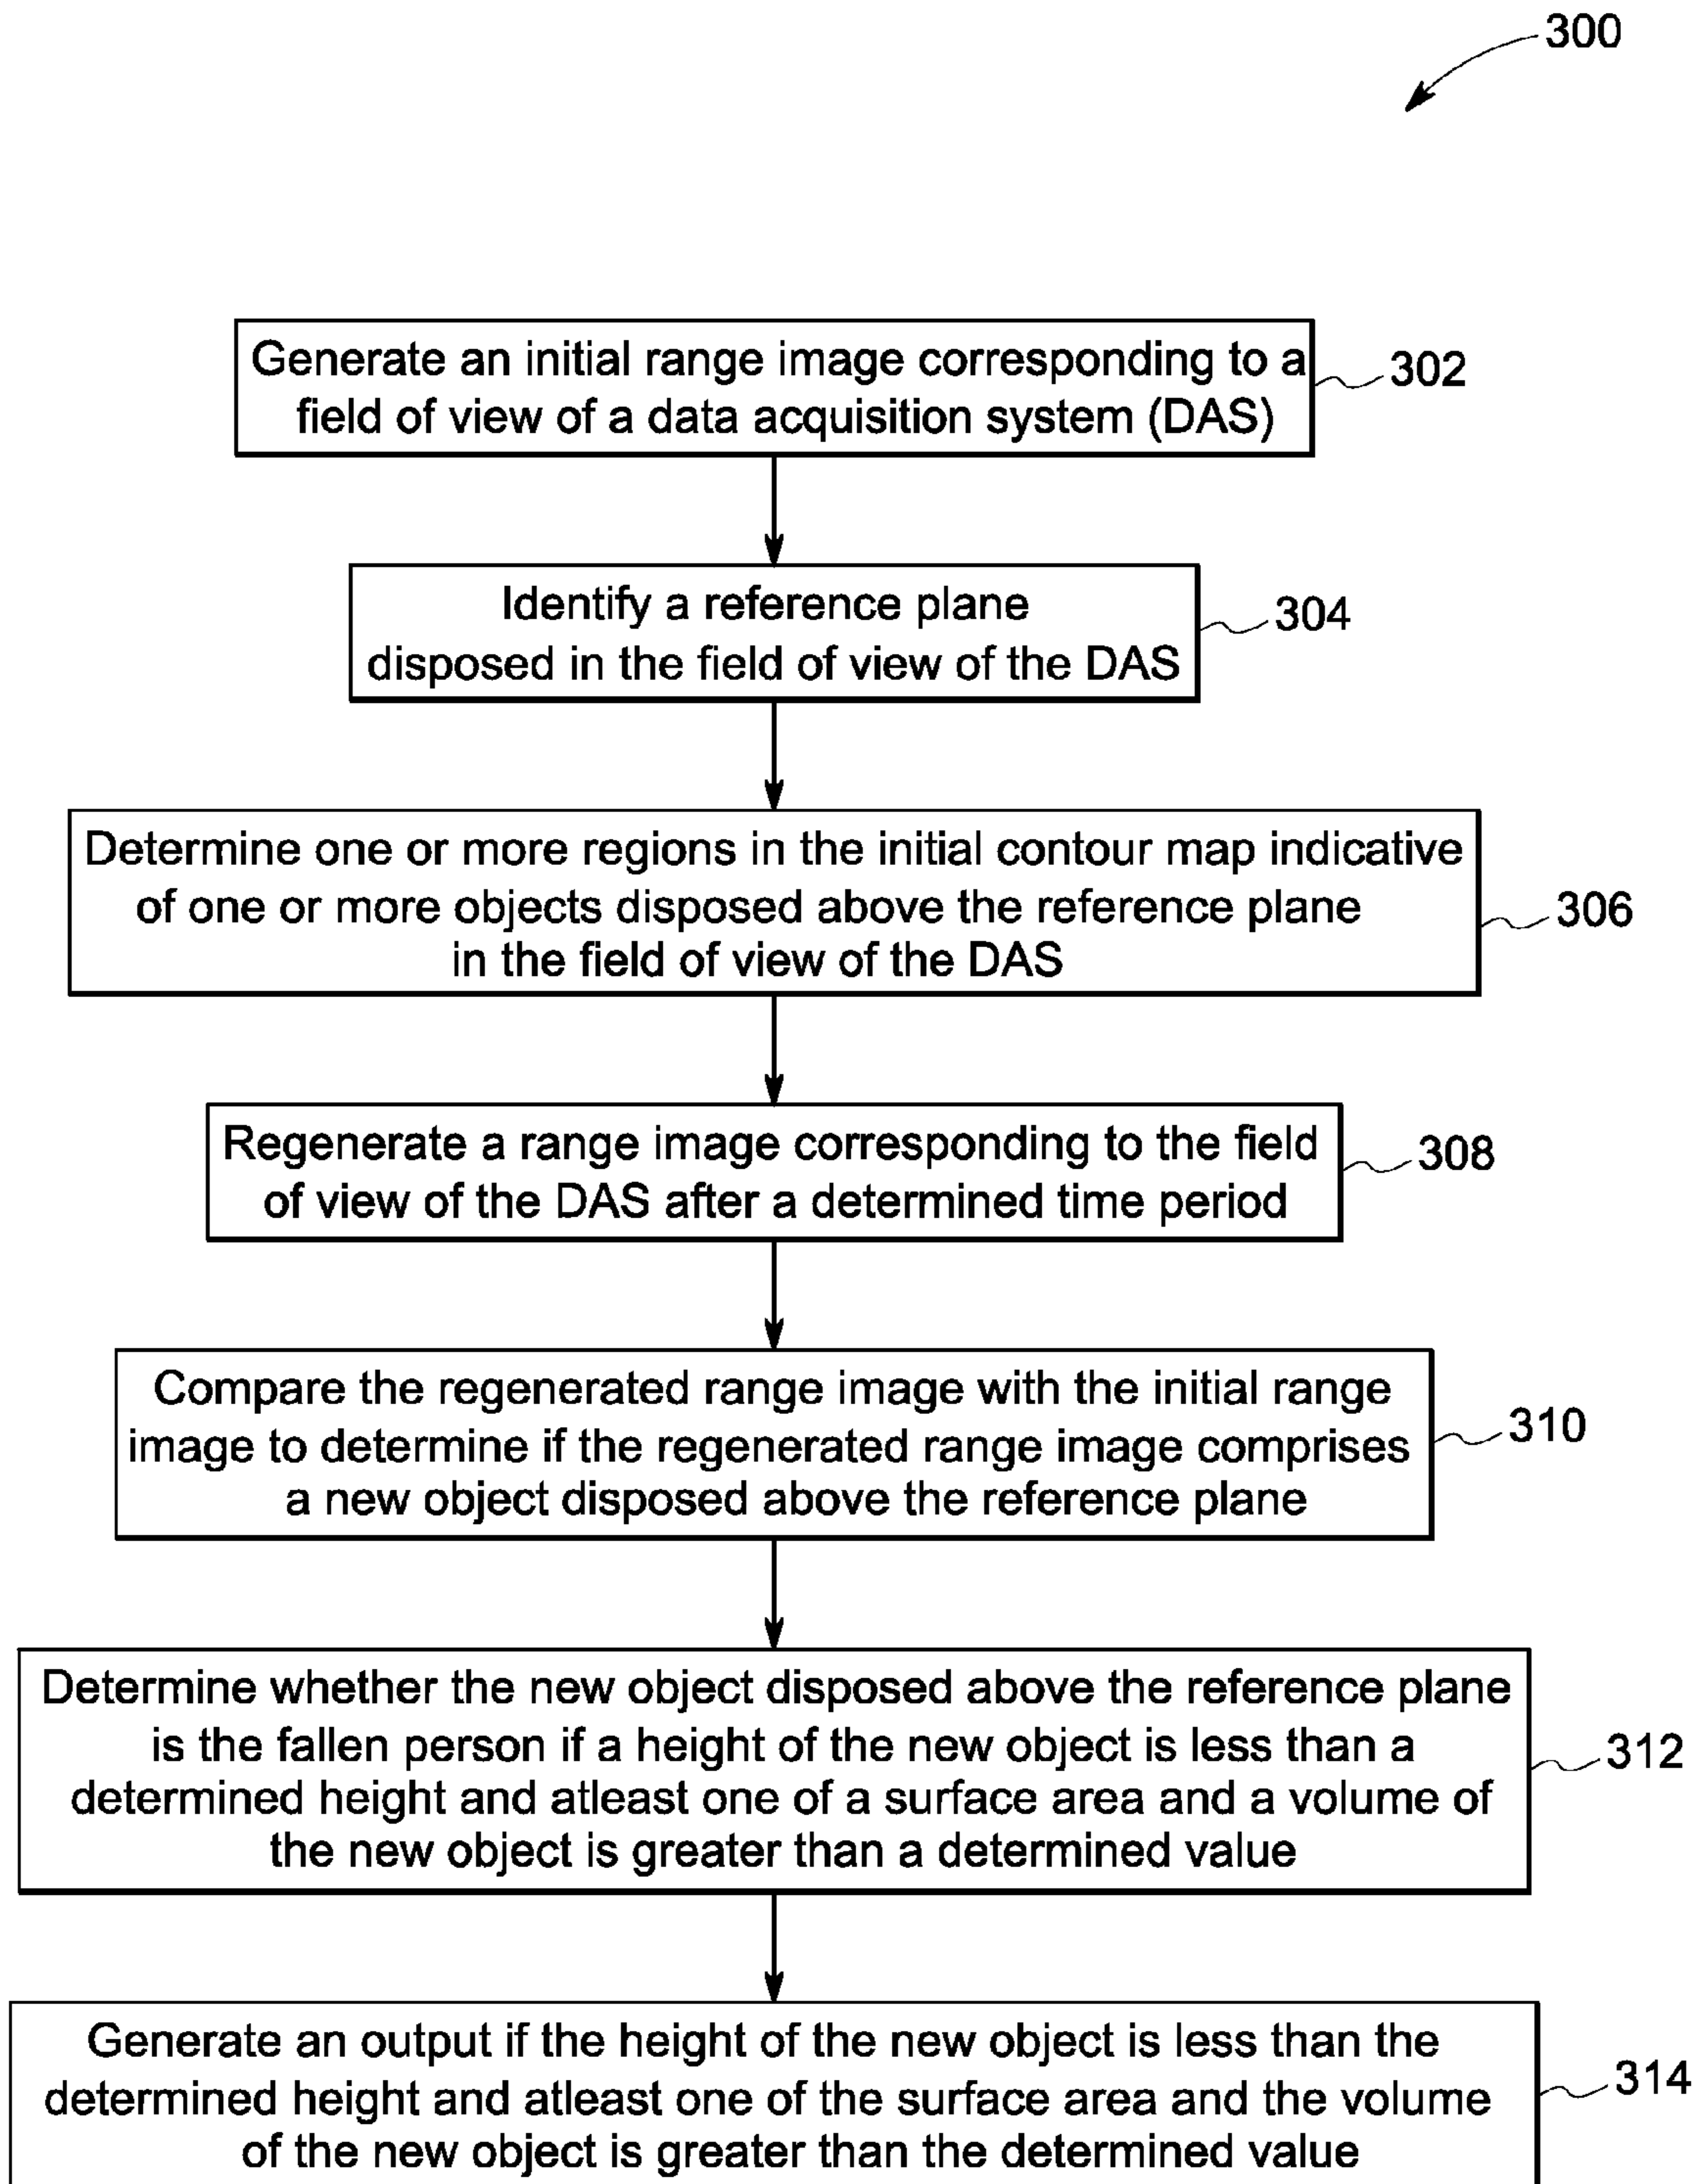 300
Generate an initial range image corresponding to a
field of view of a data acquisition system (DAS)
302
Identify a reference plane
disposed in the field of view of the DAS
304
Determine one or more regions in the initial contour map indicative
of one or more objects disposed above the reference plane
in the field of view of the DAS
306
Regenerate a range image corresponding to the field
of view of the DAS after a determined time period
308
Compare the regenerated range image with the initial range
image to determine if the regenerated range image comprises
a new object disposed above the reference plane
310
Determine whether the new object disposed above the reference plane
is the fallen person if a height of the new object is less than a
determined height and atleast one of a surface area and a volume of
the new object is greater than a determined value
312
Generate an output if the height of the new object is less than the
determined height and atleast one of the surface area and the volume
of the new object is greater than the determined value
314